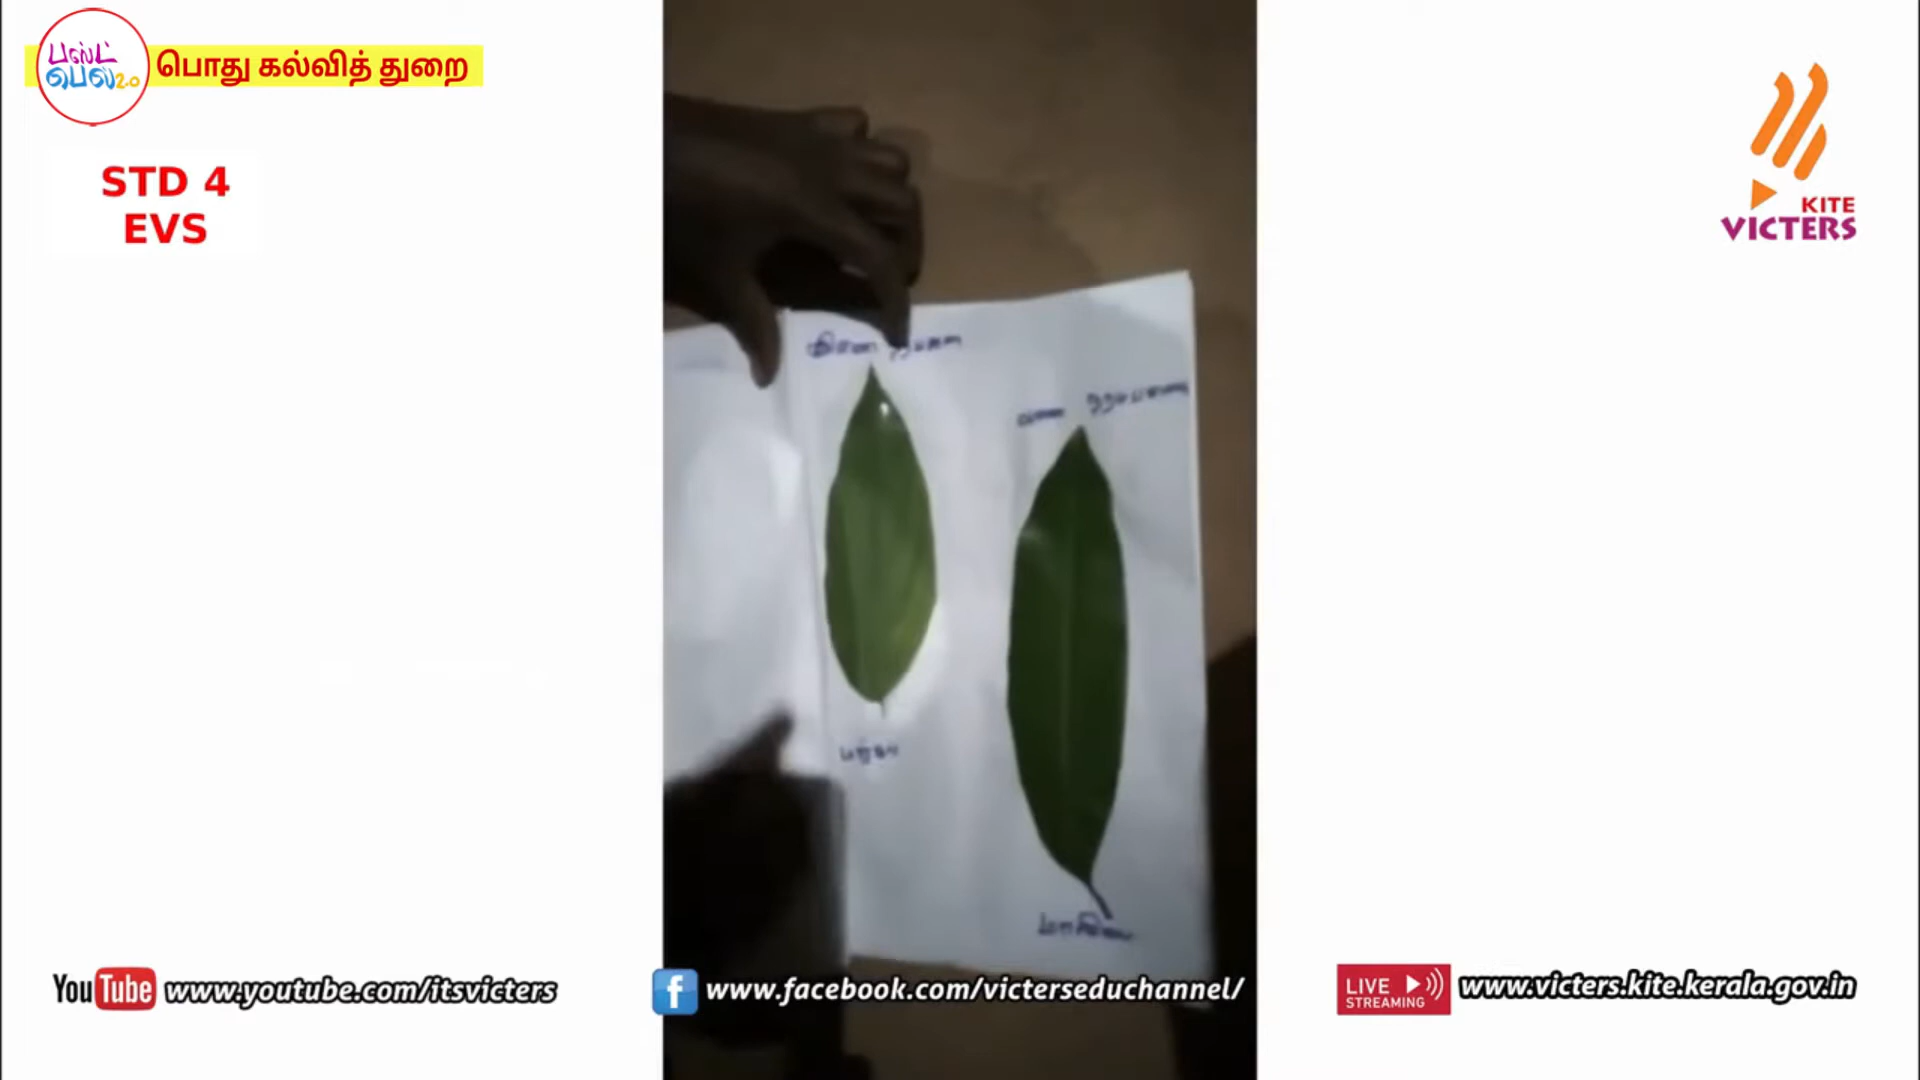 பஸ்ட்
பெல் 2.0
பொது கல்வித் துறை
STD 4
EVS
KITE
VICTERS
மாவிலை
YouTube www.youtube.com/itsvicters
www.facebook.com/victerseduchannel/
LIVE STREAMING www.victers.kite.kerala.gov.in